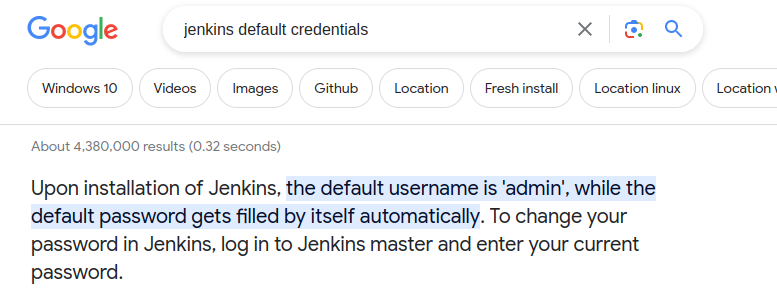 Google
jenkins default credentials
Windows 10 Videos Images Github Location Fresh install Location linux Location
About 4,380,000 results (0.32 seconds)
Upon installation of Jenkins, the default username is 'admin', while the
default password gets filled by itself automatically. To change your
password in Jenkins, log in to Jenkins master and enter your current
password.